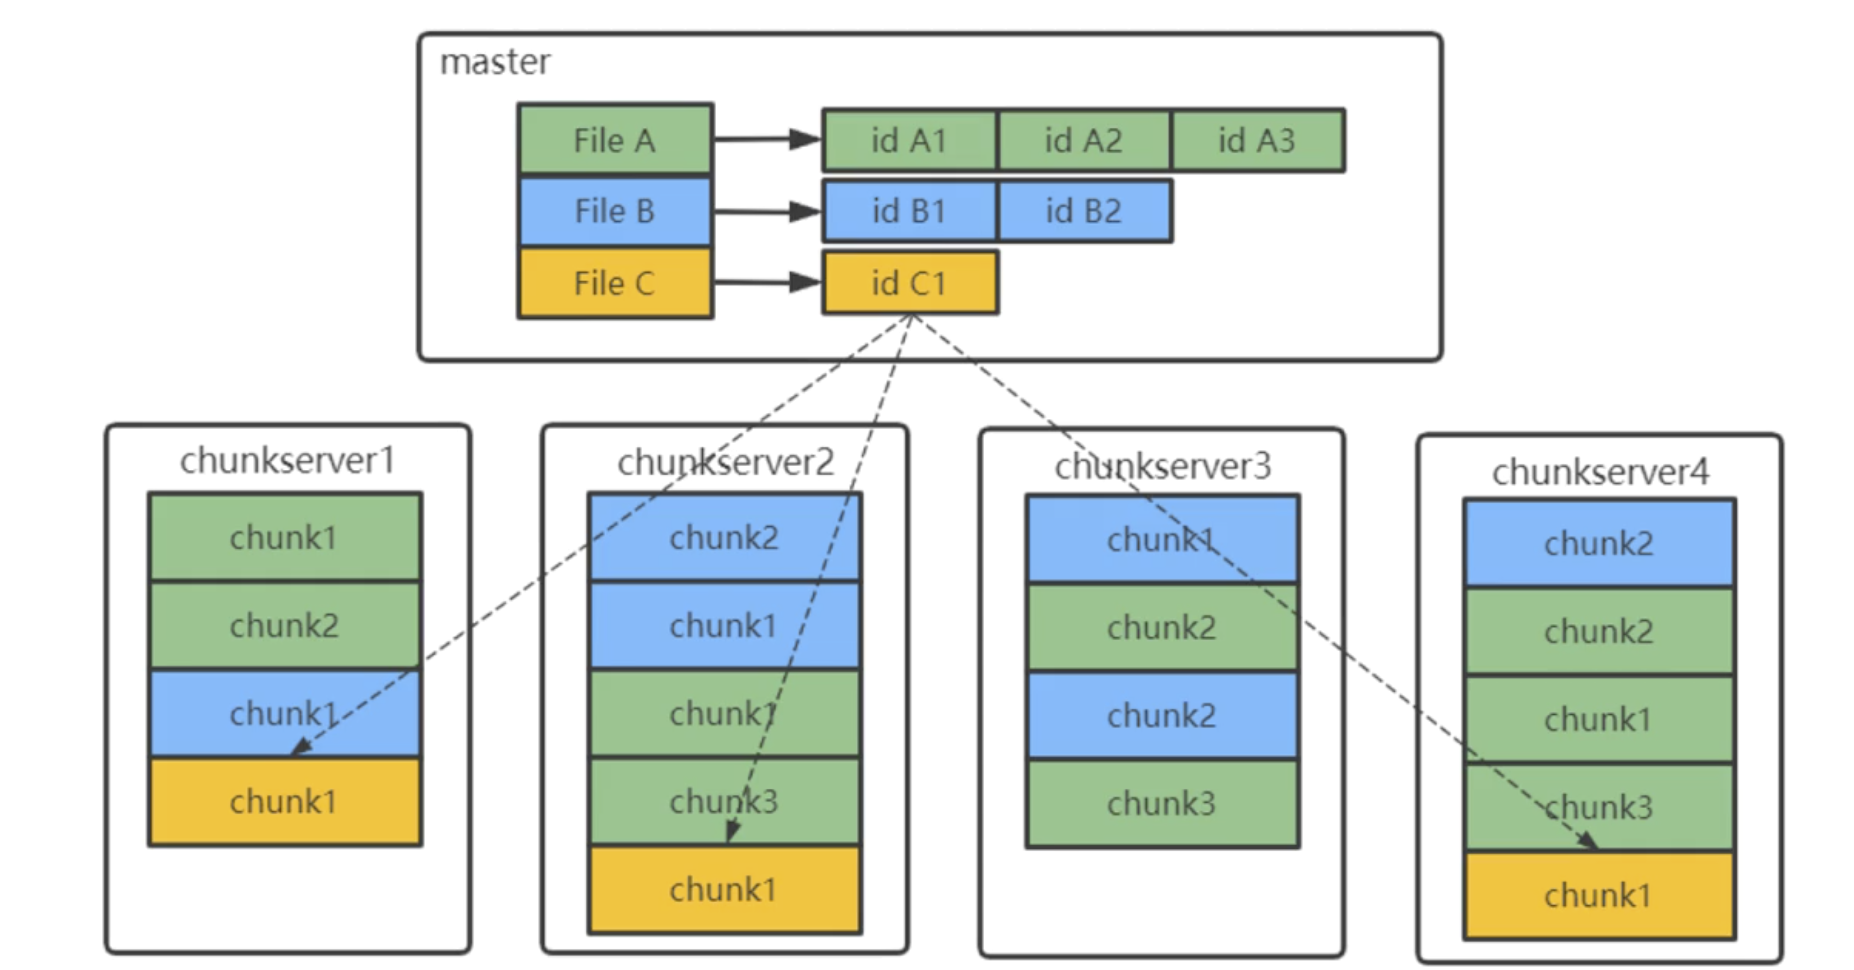 master
File A
id A1
id A2
id A3
File B
id B1
id B2
File C
id C1
chunkserver1
chunk1
chunk2
chunk1
chunk1
chunkserver2
chunk2
chunk1
chunk1
chunk3
chunk1
chunkserver3
chunk1
chunk2
chunk2
chunk3
chunkserver4
chunk2
chunk2
chunk1
chunk3
chunk1